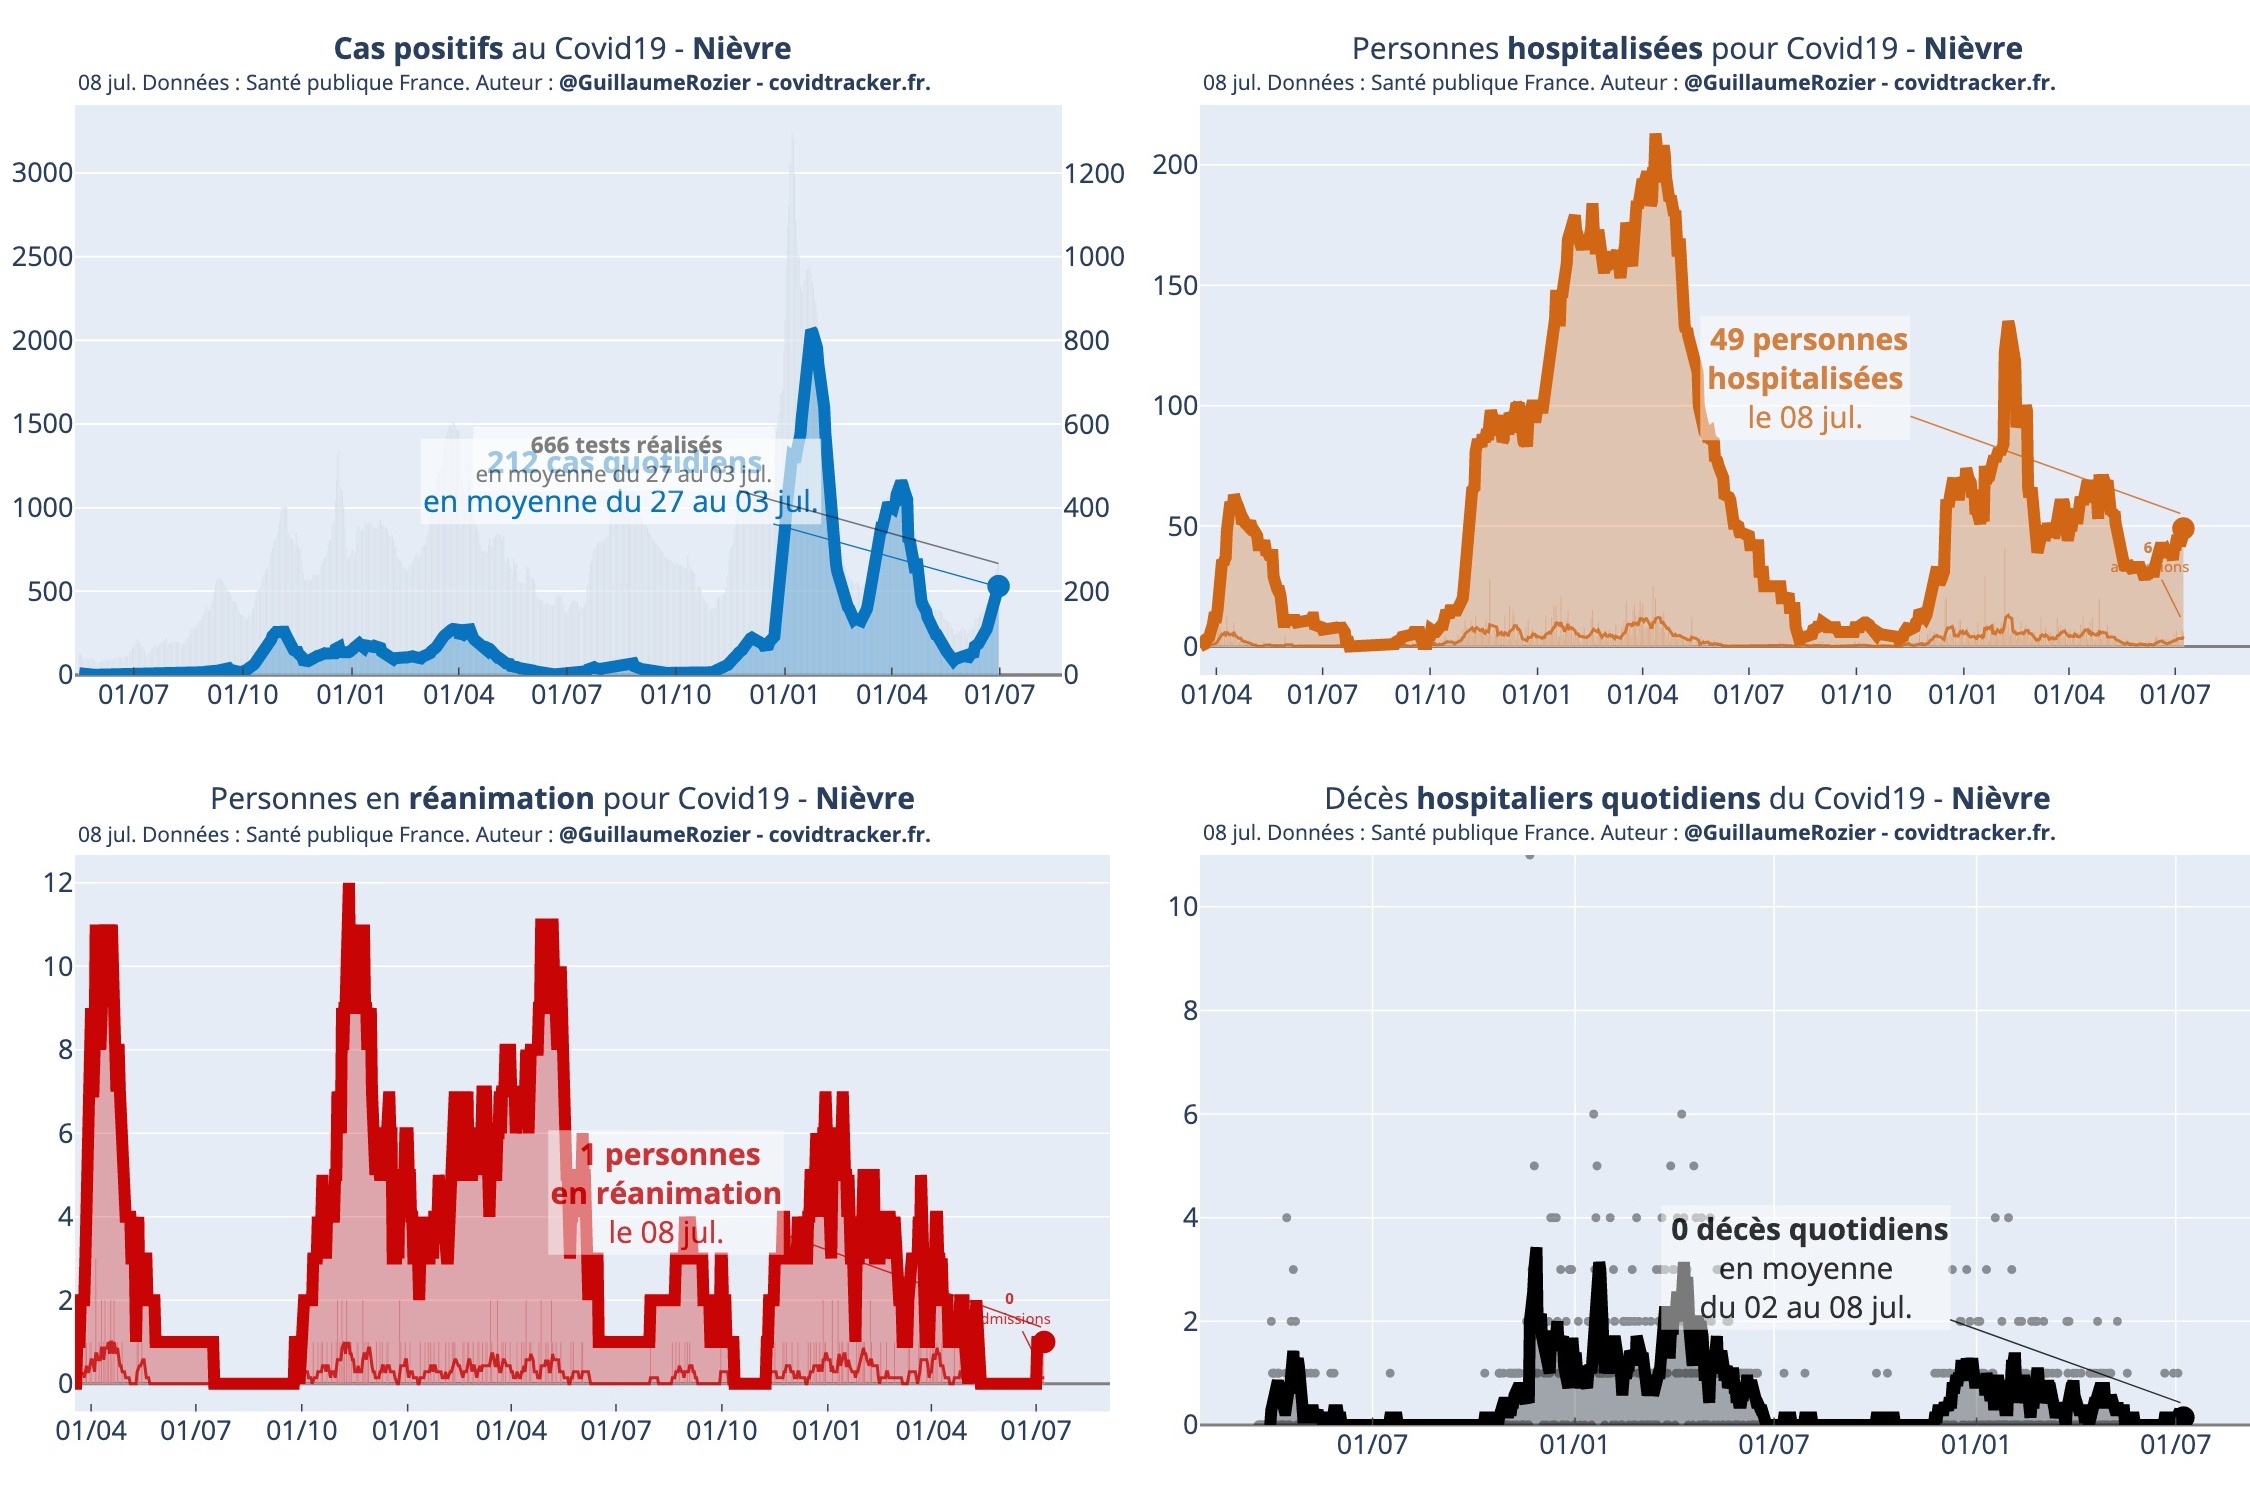 Cas positifs au Covid19 - Nièvre
08 jul. Données : Santé publique France. Auteur : @GuillaumeRozier - covidtracker.fr.
3000
2500
2000
1500
1000
500
0
1200
1000
800
600
400
200
0
666 tests réalisés
en moyenne du 27 au 03 jul.
212 cas quotidiens
en moyenne du 27 au 03 jul.
01/07 01/10 01/01 01/04 01/07 01/10 01/01 01/04 01/07
Personnes hospitalisées pour Covid19 - Nièvre
08 jul. Données : Santé publique France. Auteur : @GuillaumeRozier - covidtracker.fr.
200
150
100
50
0
49 personnes
hospitalisées
le 08 jul.
6
01/04 01/07 01/10 01/01 01/04 01/07 01/10 01/01 01/04 01/07
Personnes en réanimation pour Covid19 - Nièvre
08 jul. Données : Santé publique France. Auteur : @GuillaumeRozier - covidtracker.fr.
12
10
8
6
4
2
0
1 personnes
en réanimation
le 08 jul.
0
dmissions
01/04 01/07 01/10 01/01 01/04 01/07 01/10 01/01 01/04 01/07
Décès hospitaliers quotidiens du Covid19 - Nièvre
08 jul. Données : Santé publique France. Auteur : @GuillaumeRozier - covidtracker.fr.
10
8
6
4
2
0
0 décès quotidiens
en moyenne
du 02 au 08 jul.
01/07 01/01 01/07 01/01 01/07